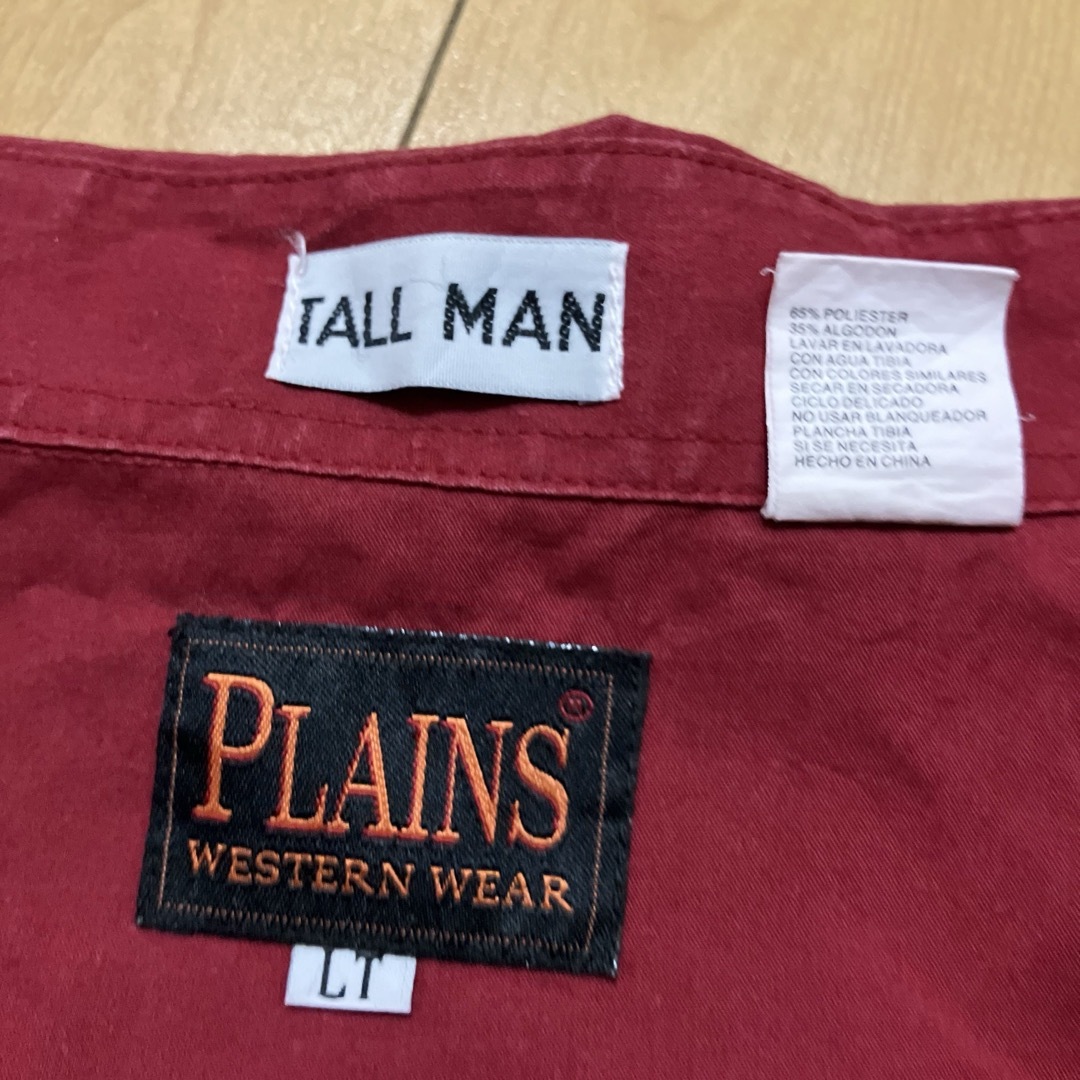 TALL MAN
65% POLIESTER
35% ALGODON
LAVAR EN LAVADORA
CON AGUA TIBIA
CON COLORES SIMILARES
SECAR EN SECADORA
CICLO DELICADO
NO USAR BLANQUEADOR
PLANCHA TIBIA
SI SE NECESITA
HECHO EN CHINA
PLAINS
WESTERN WEAR
LT